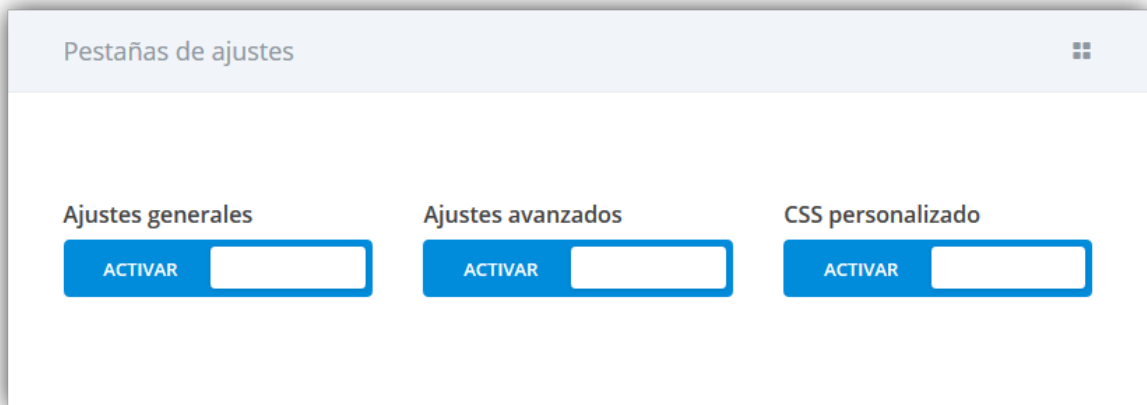 Pestañas de ajustes
Ajustes generales Ajustes avanzados CSS personalizado
ACTIVAR ACTIVAR ACTIVAR